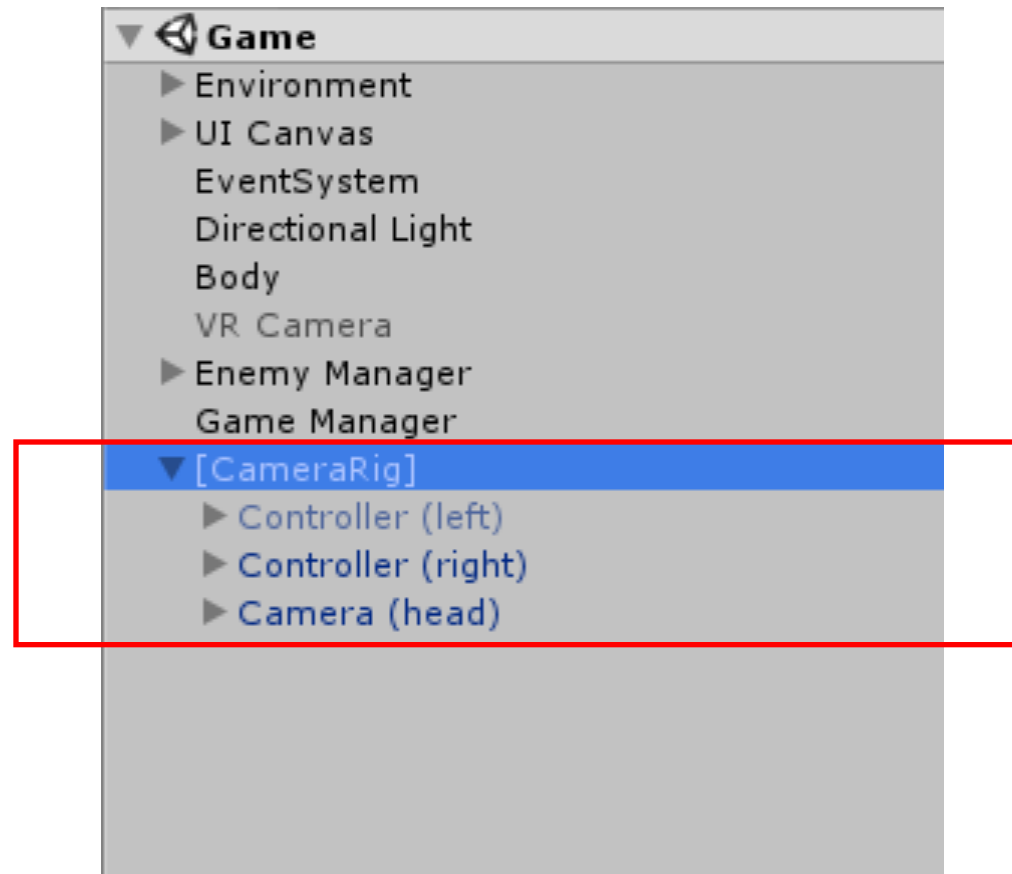 Game
Environment
UI Canvas
EventSystem
Directional Light
Body
VR Camera
Enemy Manager
Game Manager
[CameraRig]
Controller (left)
Controller (right)
Camera (head)